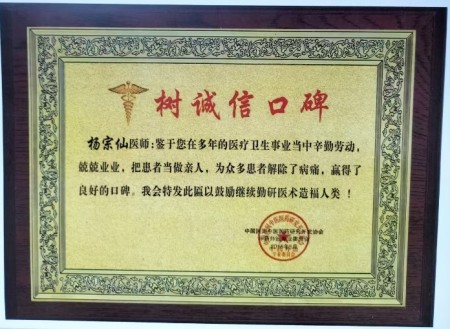 树诚信口碑
杨宗仙医师：鉴于您在多年的医疗卫生事业当中辛勤劳动，
兢兢业业，把患者当做亲人，为众多患者解除了病痛，赢得了
良好的口碑。我会特发此匾以鼓励继续勤研医术造福人类！